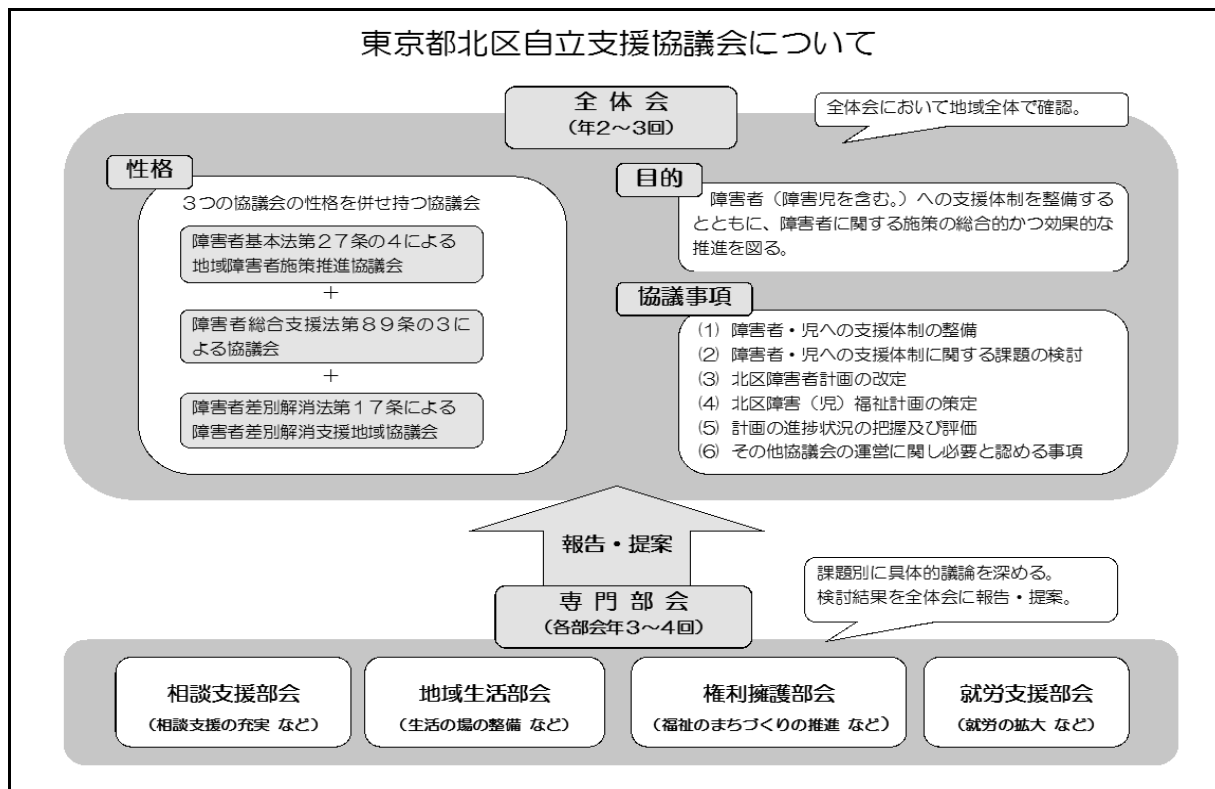 東京都北区自立支援協議会について
全 体 会
（年２～３回）
全体会において地域全体で確認。
性格
３つの協議会の性格を併せ持つ協議会
障害者基本法第２７条の４による
地域障害者施策推進協議会
＋
障害者総合支援法第８９条の３に
よる協議会
＋
障害者差別解消法第１７条による
障害者差別解消支援地域協議会
目的
障害者（障害児を含む。）への支援体制を整備する
とともに、障害者に関する施策の総合的かつ効果的な
推進を図る。
協議事項
(1) 障害者・児への支援体制の整備
(2) 障害者・児への支援体制に関する課題の検討
(3) 北区障害者計画の改定
(4) 北区障害（児）福祉計画の策定
(5) 計画の進捗状況の把握及び評価
(6) その他協議会の運営に関し必要と認める事項
報告・提案
専 門 部 会
（各部会年３～４回）
課題別に具体的議論を深める。
検討結果を全体会に報告・提案。
相談支援部会
（相談支援の充実 など）
地域生活部会
（生活の場の整備 など）
権利擁護部会
（福祉のまちづくりの推進 など）
就労支援部会
（就労の拡大 など）